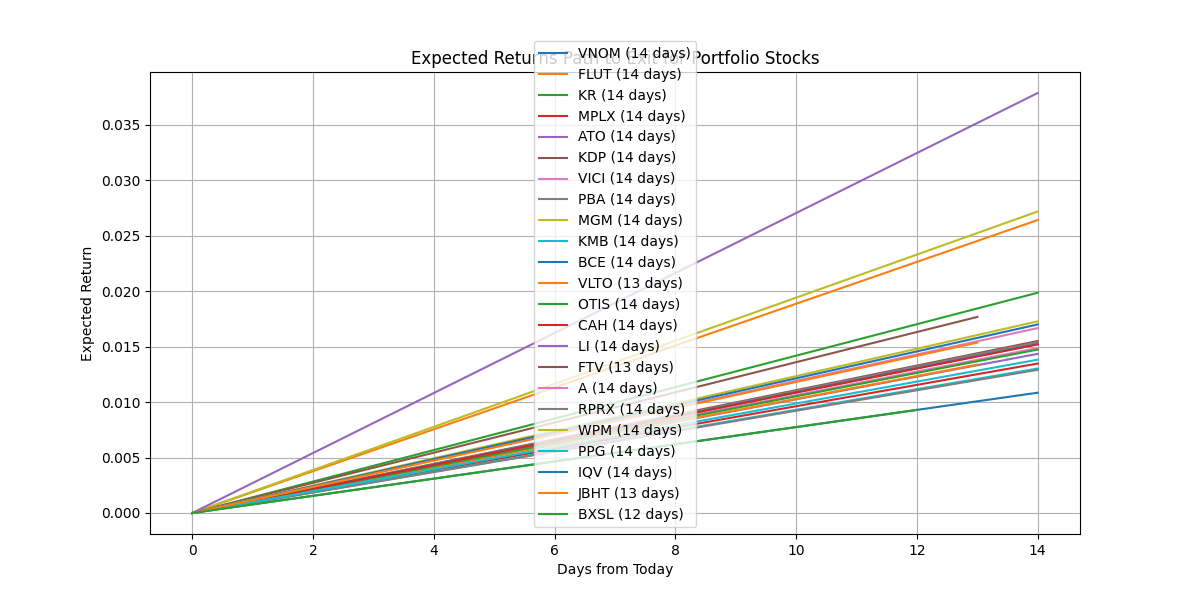 Expected Returns Path to Exit for Portfolio Stocks
VNOM (14 days)
FLUT (14 days)
KR (14 days)
MPLX (14 days)
ATO (14 days)
KDP (14 days)
VICI (14 days)
PBA (14 days)
MGM (14 days)
KMB (14 days)
BCE (14 days)
VLTO (13 days)
OTIS (14 days)
CAH (14 days)
LI (14 days)
FTV (13 days)
A (14 days)
RPRX (14 days)
WPM (14 days)
PPG (14 days)
IQV (14 days)
JBHT (13 days)
BXSL (12 days)
Expected Return
0.035
0.030
0.025
0.020
0.015
0.010
0.005
0.000
0 2 4 6 8 10 12 14
Days from Today